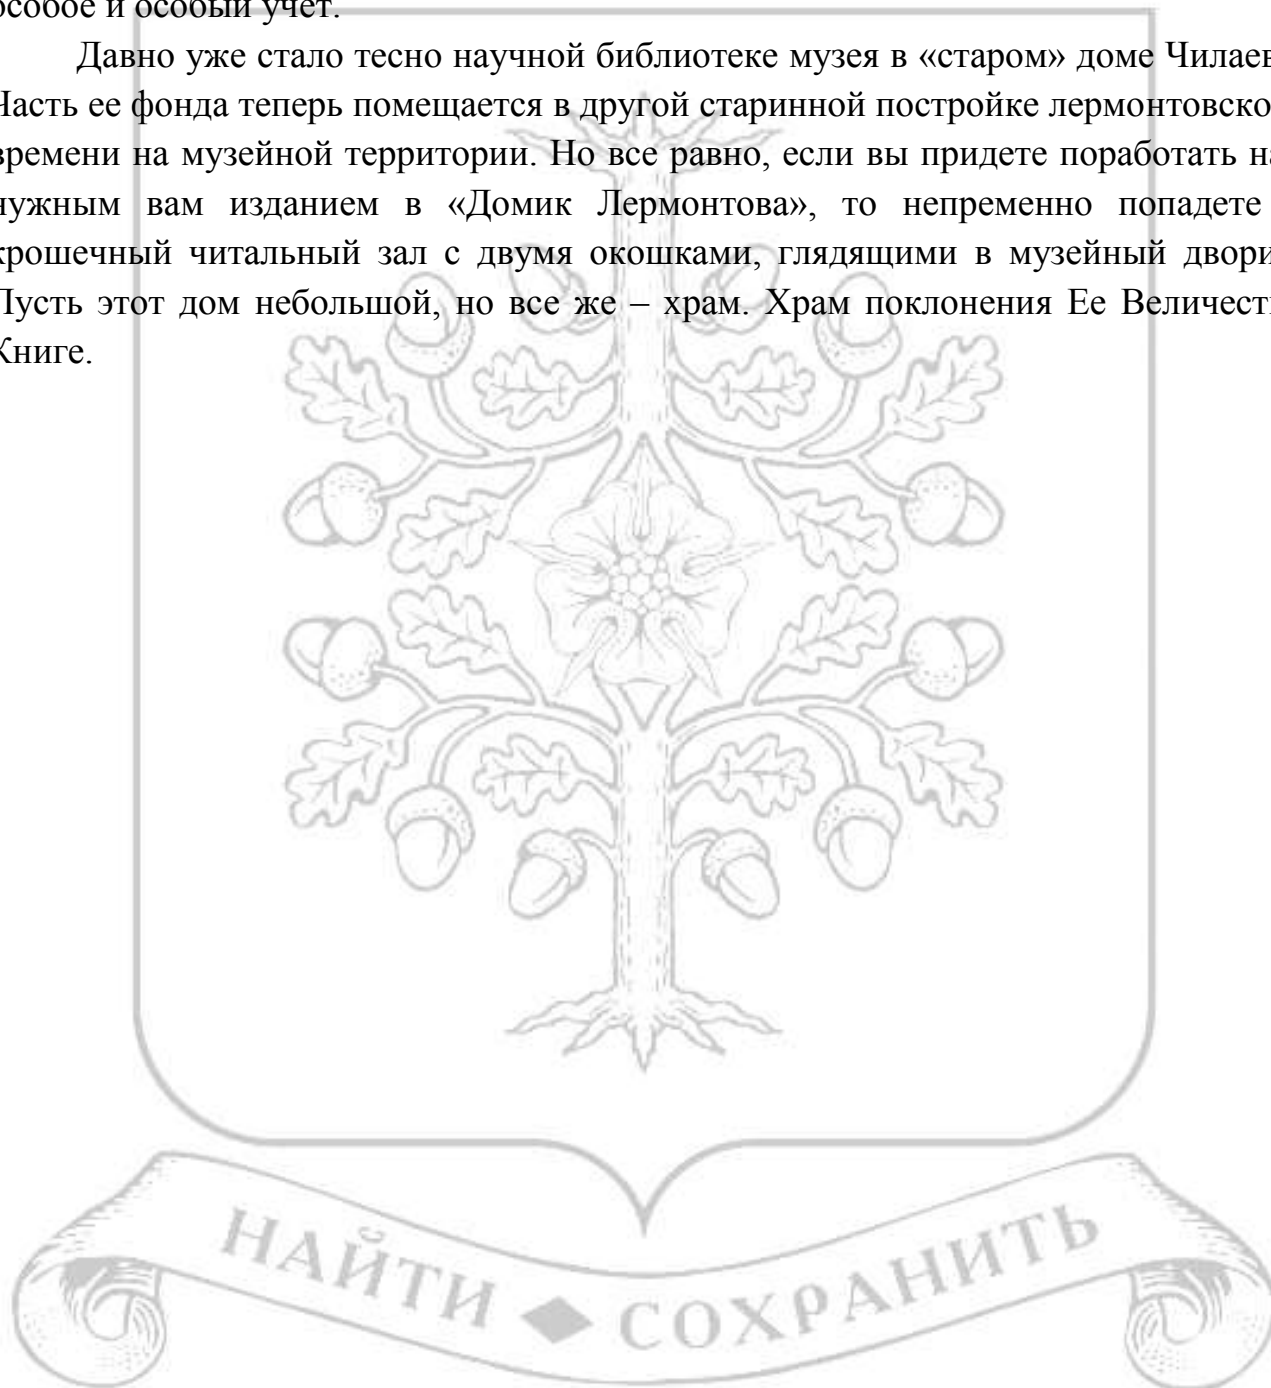 особое и особый учет.
Давно уже стало тесно научной библиотеке музея в «старом» доме Чилаев
Часть ее фонда теперь помещается в другой старинной постройке лермонтовско
времени на музейной территории. Но все равно, если вы придете поработать на
нужным вам изданием в «Домик Лермонтова», то непременно попадете
крошечный читальный зал с двумя окошками, глядящими в музейный двори
Пусть этот дом небольшой, но все же – храм. Храм поклонения Ее Величест
Книге.
НАЙТИ ◆ СОХРАНИТЬ